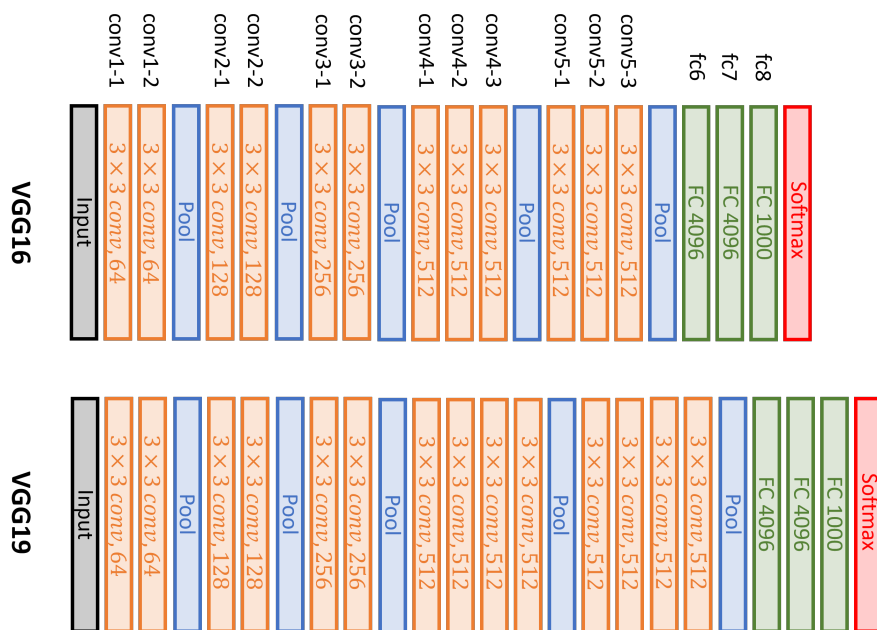 conv1-1
conv1-2
conv2-1
conv2-2
conv3-1
conv3-2
conv4-1
conv4-2
conv4-3
conv5-1
conv5-2
conv5-3
fc6
fc7
fc8
VGG16
Input
3 × 3 conv, 64
3 × 3 conv, 64
Pool
3 × 3 conv, 128
3 × 3 conv, 128
Pool
3 × 3 conv, 256
3 × 3 conv, 256
Pool
3 × 3 conv, 512
3 × 3 conv, 512
3 × 3 conv, 512
Pool
3 × 3 conv, 512
3 × 3 conv, 512
3 × 3 conv, 512
Pool
FC 4096
FC 4096
FC 1000
Softmax
VGG19
Input
3 × 3 conv, 64
3 × 3 conv, 64
Pool
3 × 3 conv, 128
3 × 3 conv, 128
Pool
3 × 3 conv, 256
3 × 3 conv, 256
Pool
3 × 3 conv, 512
3 × 3 conv, 512
3 × 3 conv, 512
3 × 3 conv, 512
Pool
3 × 3 conv, 512
3 × 3 conv, 512
3 × 3 conv, 512
3 × 3 conv, 512
Pool
FC 4096
FC 4096
FC 1000
Softmax